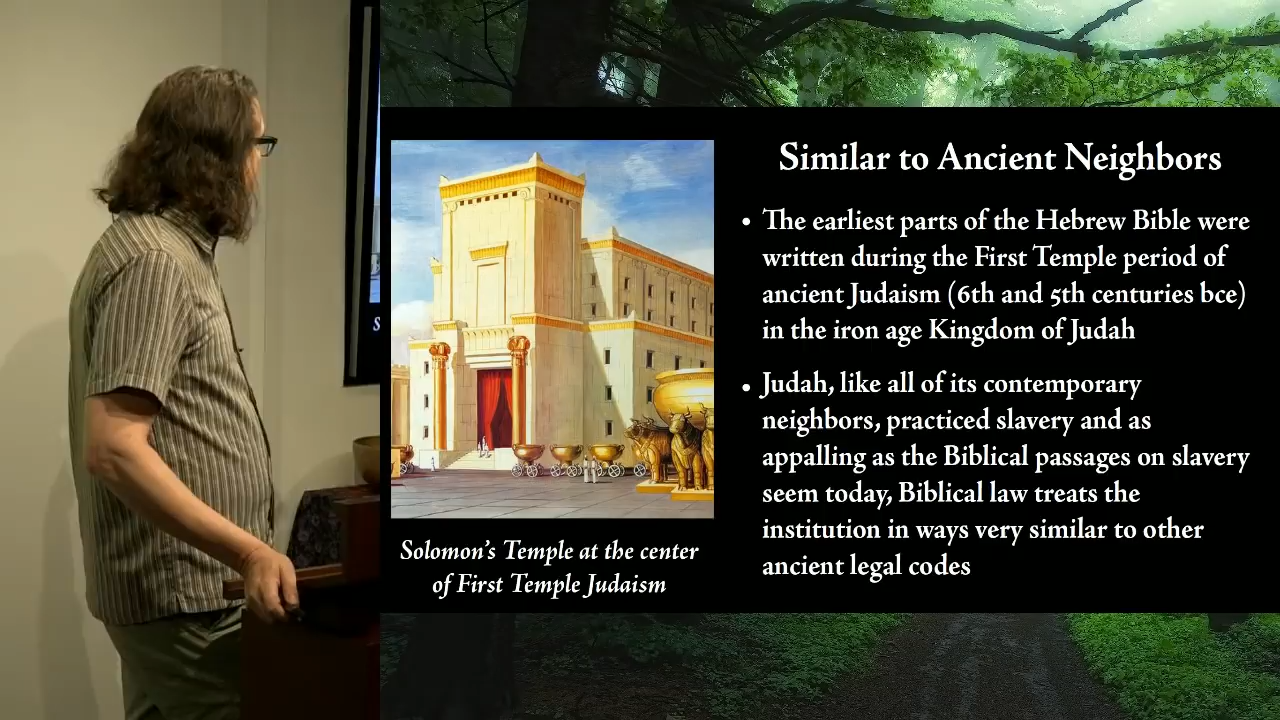 Similar to Ancient Neighbors
• The earliest parts of the Hebrew Bible were
written during the First Temple period of
ancient Judaism (6th and 5th centuries bce)
in the iron age Kingdom of Judah
• Judah, like all of its contemporary
neighbors, practiced slavery and as
appalling as the Biblical passages on slavery
seem today, Biblical law treats the
institution in ways very similar to other
ancient legal codes
Solomon's Temple at the center
of First Temple Judaism
S